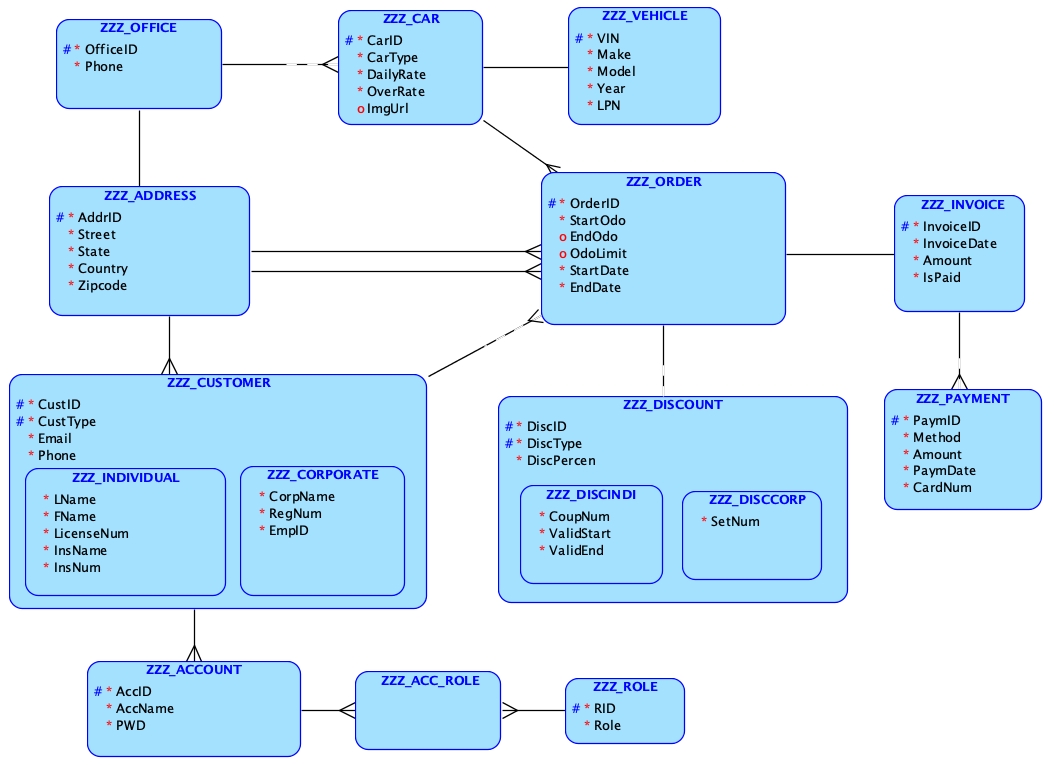 ZZZ_OFFICE
# * OfficeID
* Phone
ZZZ_CAR
# * CarID
* CarType
* DailyRate
* OverRate
o ImgUrl
ZZZ_VEHICLE
# * VIN
* Make
* Model
* Year
* LPN
ZZZ_ADDRESS
# * AddrID
* Street
* State
* Country
* Zipcode
ZZZ_ORDER
# * OrderID
* StartOdo
o EndOdo
o OdoLimit
* StartDate
* EndDate
ZZZ_INVOICE
# * InvoiceID
* InvoiceDate
* Amount
* IsPaid
ZZZ_CUSTOMER
# * CustID
# * CustType
* Email
* Phone
ZZZ_INDIVIDUAL
* LName
* FName
* LicenseNum
* InsName
* InsNum
ZZZ_CORPORATE
* CorpName
* RegNum
* EmpID
ZZZ_DISCOUNT
# * DiscID
# * DiscType
* DiscPercen
ZZZ_DISCINDI
* CoupNum
* ValidStart
* ValidEnd
ZZZ_DISCCORP
* SetNum
ZZZ_PAYMENT
# * PaymID
* Method
* Amount
* PaymDate
* CardNum
ZZZ_ACCOUNT
# * AccID
* AccName
* PWD
ZZZ_ACC_ROLE
ZZZ_ROLE
# * RID
* Role